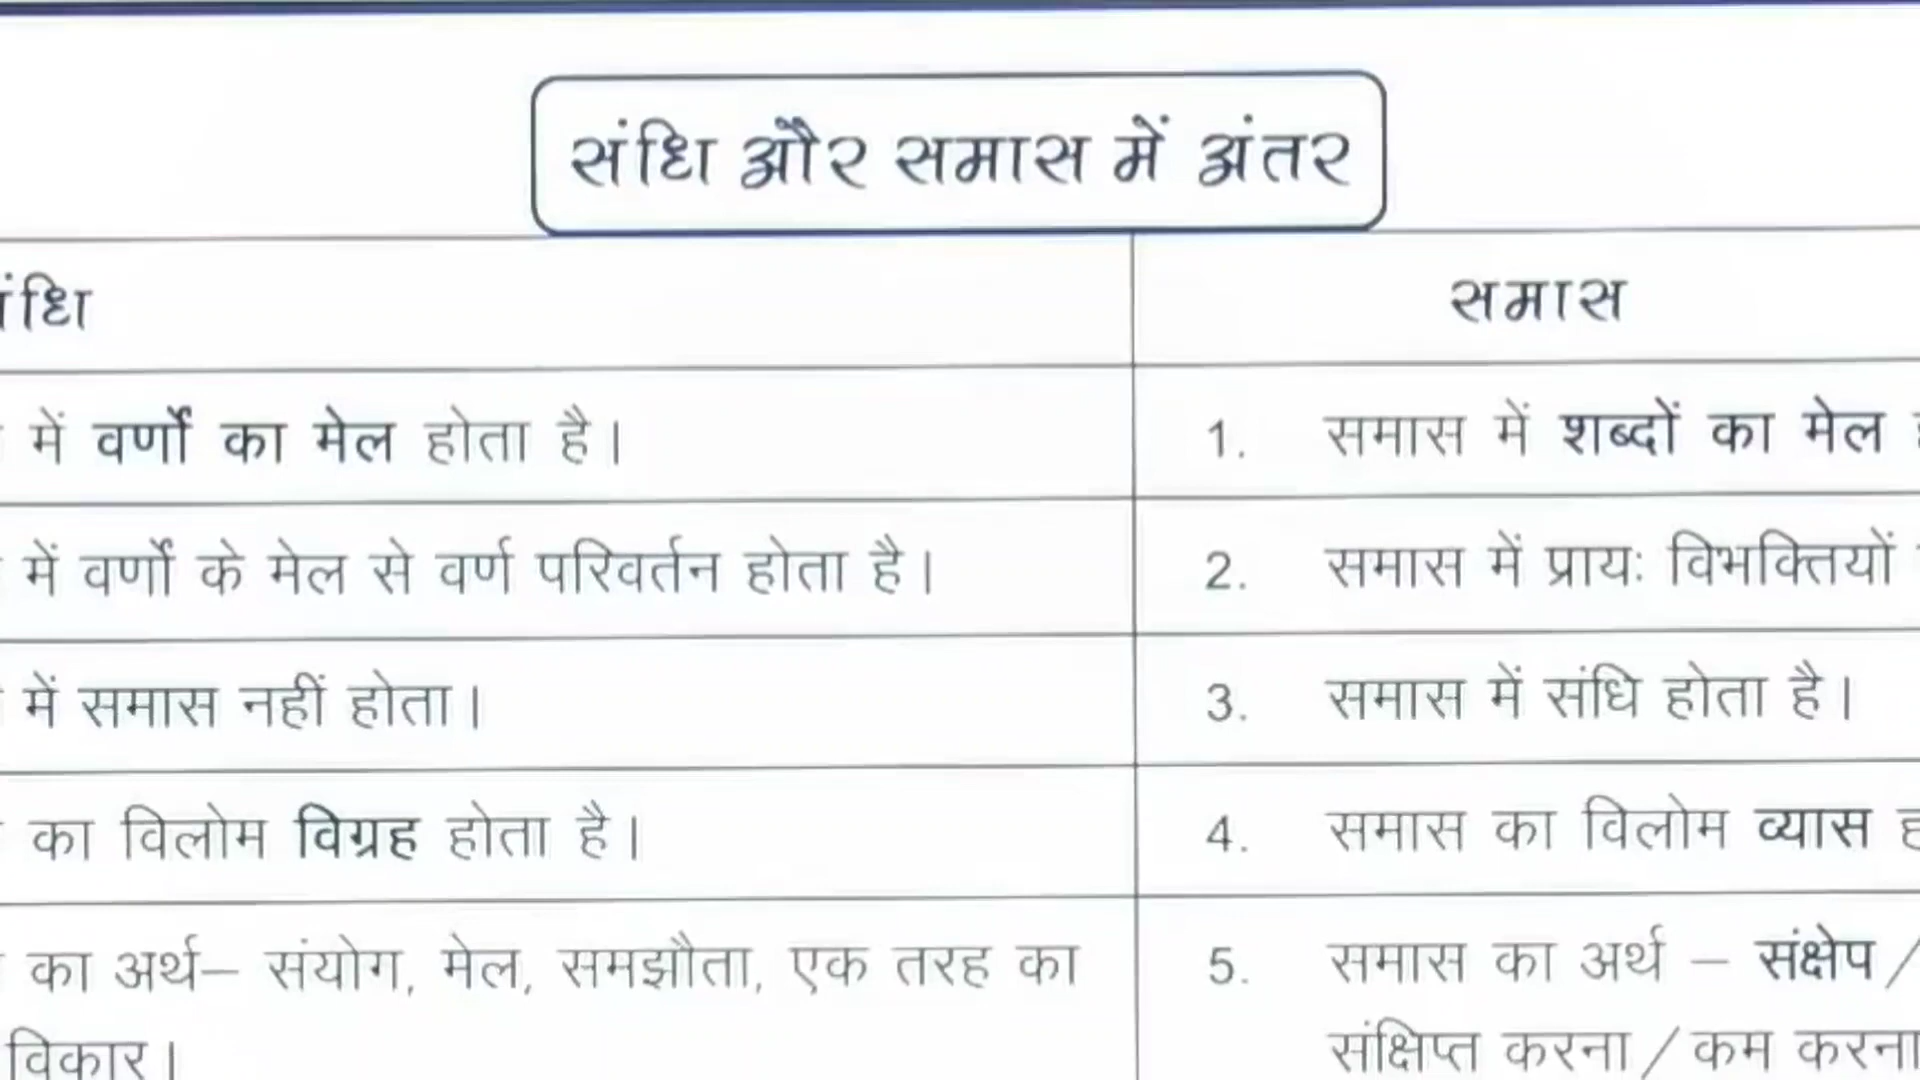 संधि और समास में अंतर
समास
में वर्णों का मेल होता है।
1. समास में शब्दों का मेल
में वर्णों के मेल से वर्ण परिवर्तन होता है।
2. समास में प्रायः विभक्तियों
में समास नहीं होता।
3. समास में संधि होता है।
का विलोम विग्रह होता है।
4. समास का विलोम व्यास
का अर्थ– संयोग, मेल, समझौता, एक तरह का
विकार।
5. समास का अर्थ – संक्षेप /
संक्षिप्त करना / कम करना